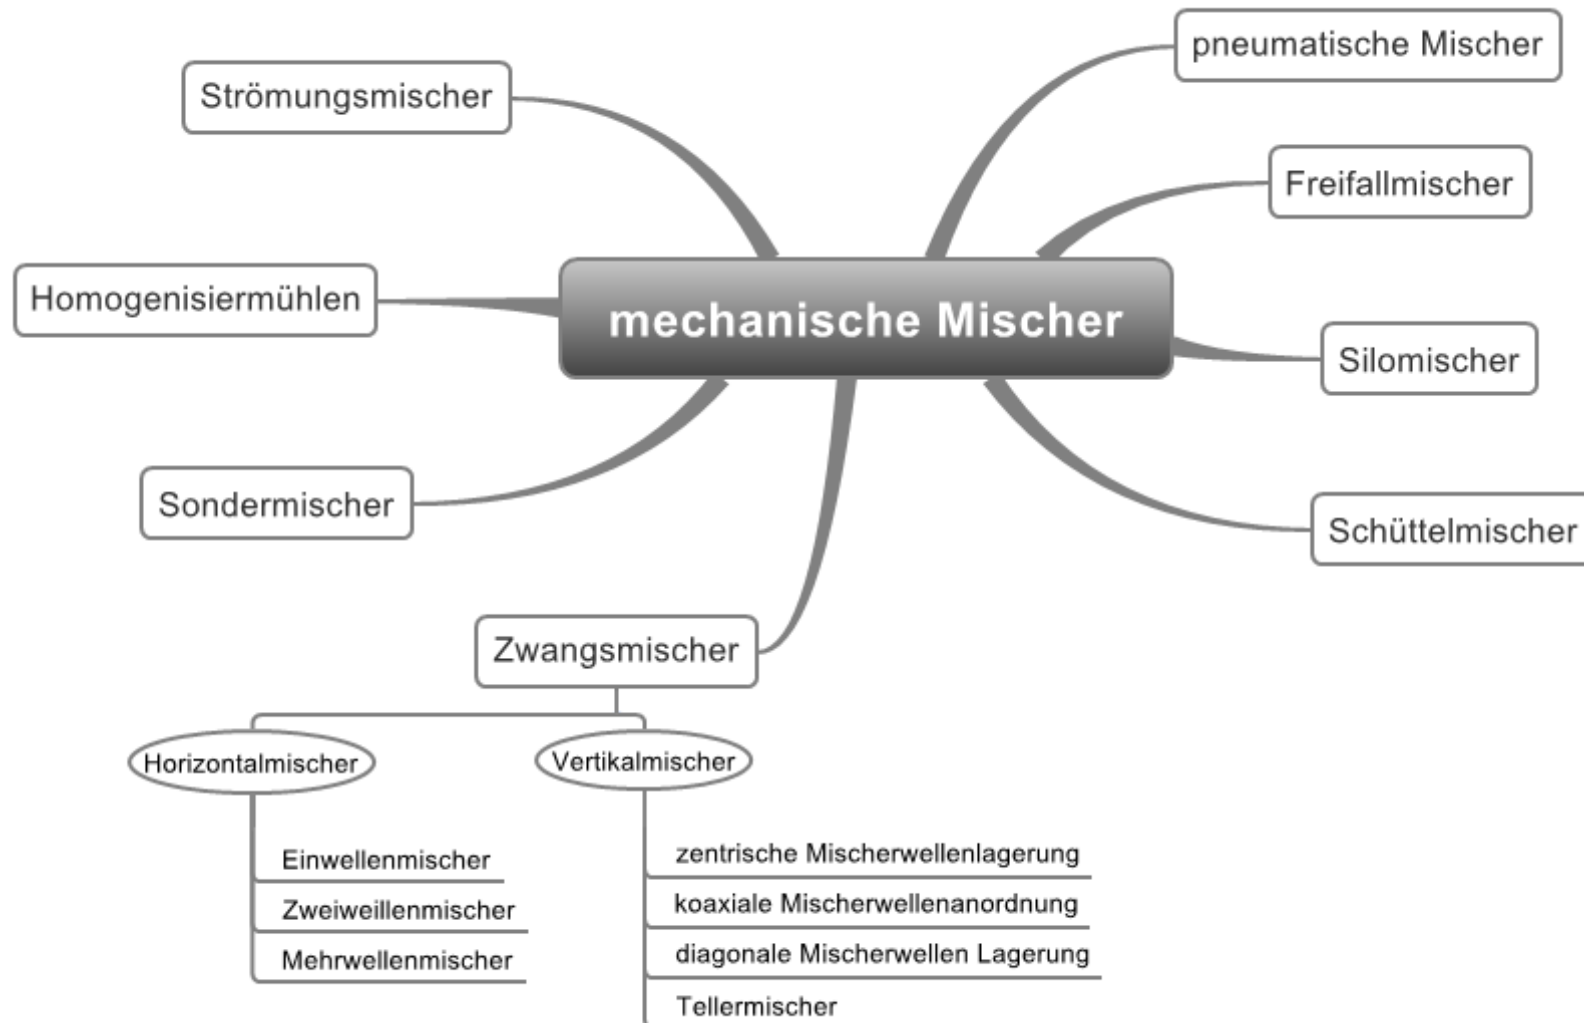 pneumatische Mischer
Strömungsmischer
Freifallmischer
Homogenisiermühlen
mechanische Mischer
Silomischer
Sondermischer
Schüttelmischer
Zwangsmischer
Horizontalmischer
Einwellenmischer
Zweiweillenmischer
Mehrwellenmischer
Vertikalmischer
zentrische Mischerwellenlagerung
koaxiale Mischerwellenanordnung
diagonale Mischerwellen Lagerung
Tellermischer